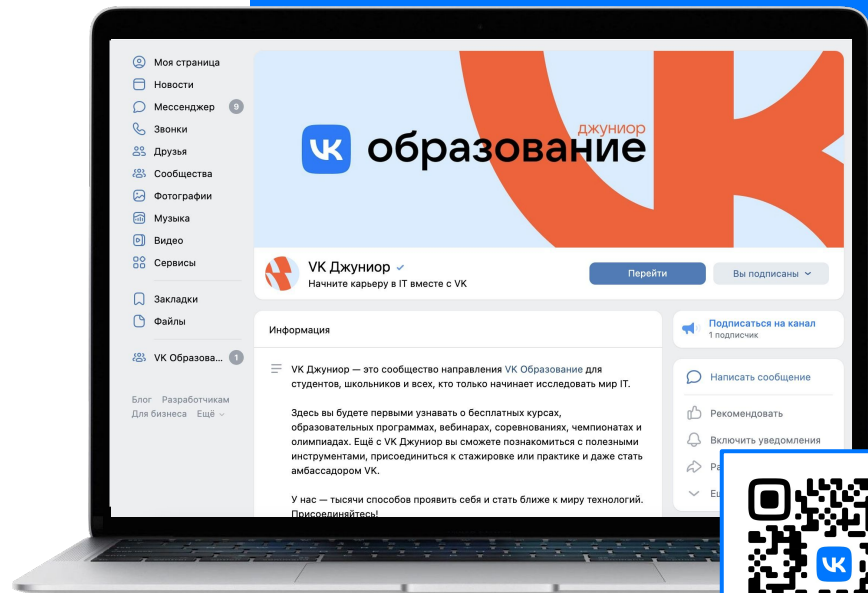 Моя страница
Новости
Мессенджер 9
Звонки
Друзья
Сообщества
Фотографии
Музыка
Видео
Сервисы
Закладки
Файлы
VK Образова... 1
Блог Разработчикам
Для бизнеса Ещё
джуниор
VK образование
VK Джуниор
Начните карьеру в IT вместе с VK
Перейти
Вы подписаны
Информация
VK Джуниор — это сообщество направления VK Образование для
студентов, школьников и всех, кто только начинает исследовать мир IT.
Здесь вы будете первыми узнавать о бесплатных курсах,
образовательных программах, вебинарах, соревнованиях, чемпионатах и
олимпиадах. Ещё с VK Джуниор вы сможете познакомиться с полезными
инструментами, присоединиться к стажировке или практике и даже стать
амбассадором VK.
У нас — тысячи способов проявить себя и стать ближе к миру технологий.
Присоединяйтесь!
Подписаться на канал
1 подписчик
Написать сообщение
Рекомендовать
Включить уведомления
VK